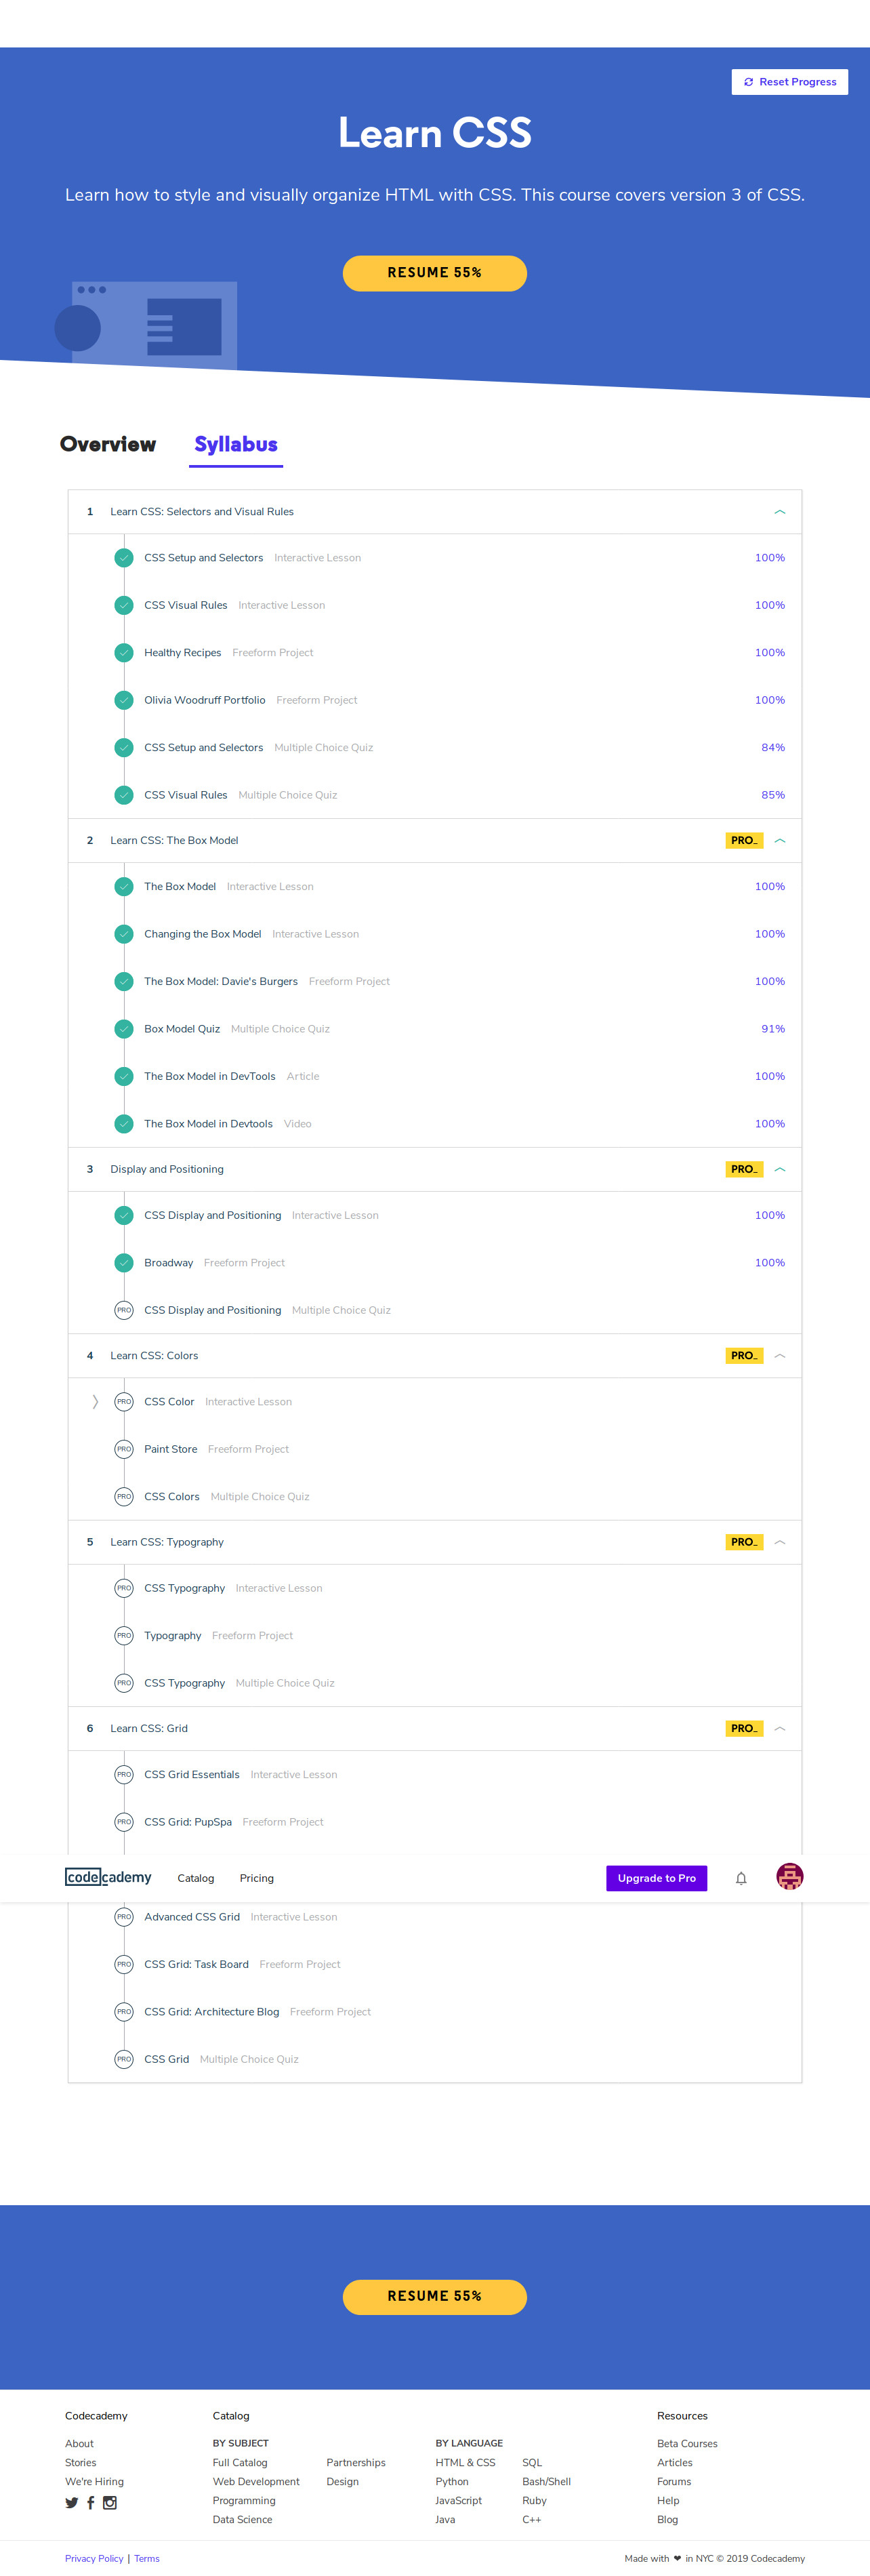 Reset Progress
Learn CSS
Learn how to style and visually organize HTML with CSS. This course covers version 3 of CSS.
RESUME 55%
Overview Syllabus
1 Learn CSS: Selectors and Visual Rules
CSS Setup and Selectors Interactive Lesson 100%
CSS Visual Rules Interactive Lesson 100%
Healthy Recipes Freeform Project 100%
Olivia Woodruff Portfolio Freeform Project 100%
CSS Setup and Selectors Multiple Choice Quiz 84%
CSS Visual Rules Multiple Choice Quiz 85%
2 Learn CSS: The Box Model PRO_
The Box Model Interactive Lesson 100%
Changing the Box Model Interactive Lesson 100%
The Box Model: Davie's Burgers Freeform Project 100%
Box Model Quiz Multiple Choice Quiz 91%
The Box Model in DevTools Article 100%
The Box Model in Devtools Video 100%
3 Display and Positioning PRO_
CSS Display and Positioning Interactive Lesson 100%
Broadway Freeform Project 100%
PRO CSS Display and Positioning Multiple Choice Quiz
4 Learn CSS: Colors PRO_
PRO CSS Color Interactive Lesson
PRO Paint Store Freeform Project
PRO CSS Colors Multiple Choice Quiz
5 Learn CSS: Typography PRO_
PRO CSS Typography Interactive Lesson
PRO Typography Freeform Project
PRO CSS Typography Multiple Choice Quiz
6 Learn CSS: Grid PRO_
PRO CSS Grid Essentials Interactive Lesson
PRO CSS Grid: PupSpa Freeform Project
codecademy Catalog Pricing Upgrade to Pro
PRO Advanced CSS Grid Interactive Lesson
PRO CSS Grid: Task Board Freeform Project
PRO CSS Grid: Architecture Blog Freeform Project
PRO CSS Grid Multiple Choice Quiz
RESUME 55%
Codecademy Catalog Resources
About BY SUBJECT BY LANGUAGE Beta Courses
Stories Full Catalog Partnerships HTML & CSS SQL Articles
We're Hiring Web Development Design Python Bash/Shell Forums
Programming JavaScript Ruby Help
Data Science Java C++ Blog
Privacy Policy | Terms Made with ❤ in NYC © 2019 Codecademy